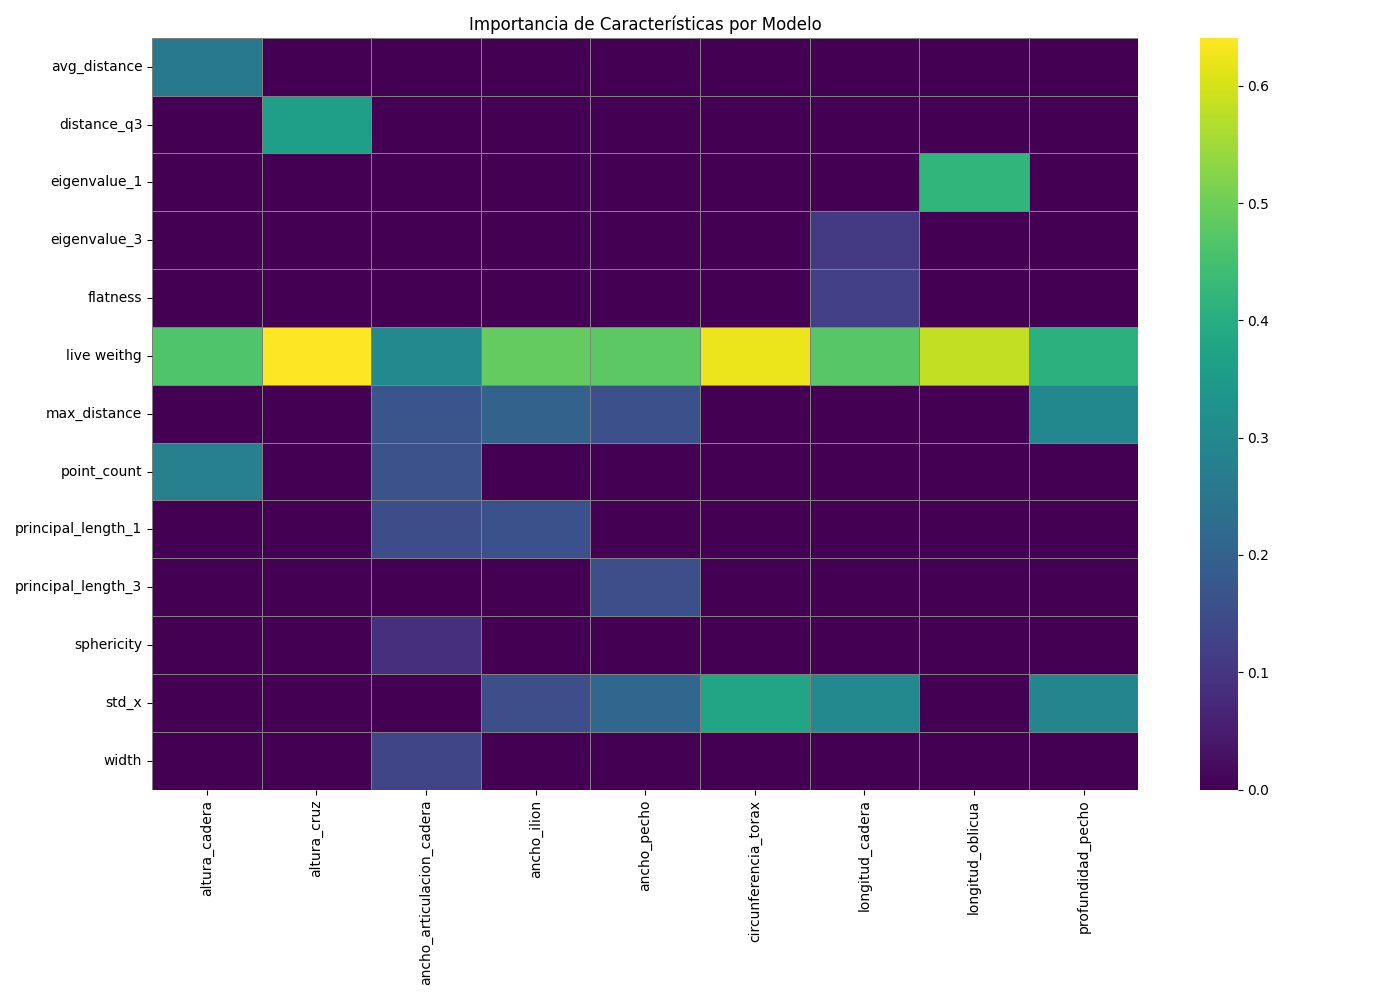 Importancia de Características por Modelo
avg_distance
distance_q3
eigenvalue_1
eigenvalue_3
flatness
live weithg
max_distance
point_count
principal_length_1
principal_length_3
sphericity
std_x
width
altura_cadera
altura_cruz
ancho_articulacion_cadera
ancho_ilion
ancho_pecho
circunferencia_torax
longitud_cadera
longitud_oblicua
profundidad_pecho
0.6
0.5
0.4
0.3
0.2
0.1
0.0